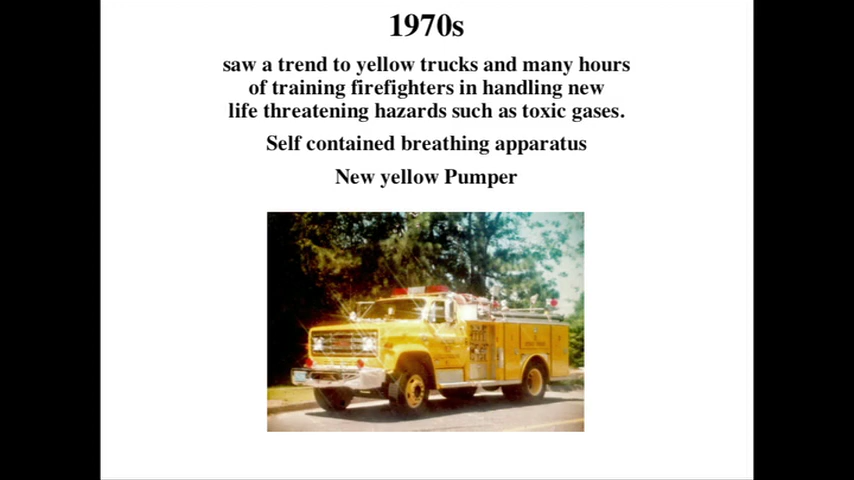 1970s
saw a trend to yellow trucks and many hours
of training firefighters in handling new
life threatening hazards such as toxic gases.
Self contained breathing apparatus
New yellow Pumper